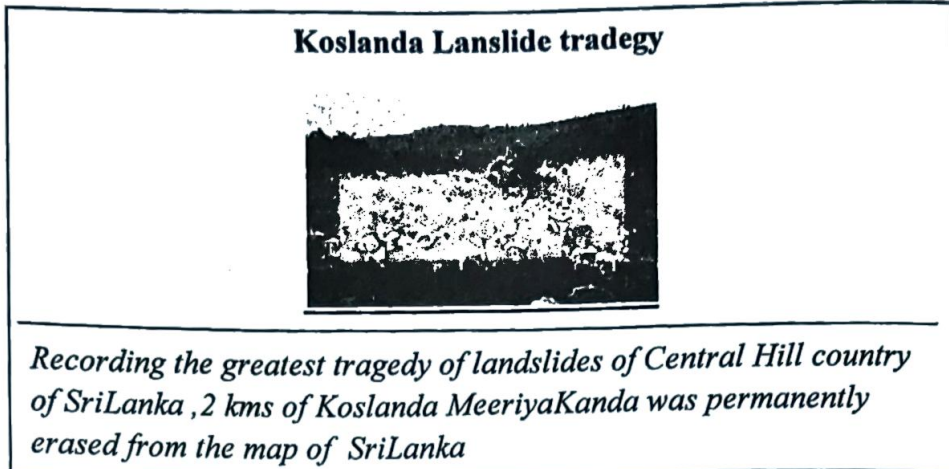 Koslanda Lanslide tradegy
Recording the greatest tragedy of landslides of Central Hill country
of SriLanka ,2 kms of Koslanda MeeriyaKanda was permanently
erased from the map of SriLanka